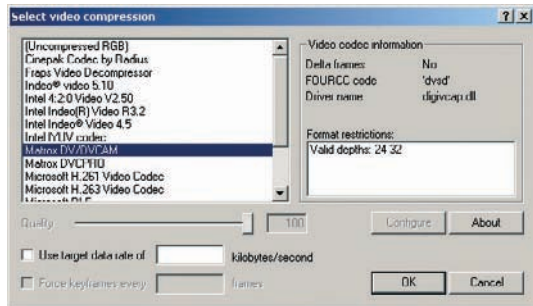 Select video compression
(Uncompressed RGB)
Cinepak Codec by Radius
Fraps Video Decompressor
Indeo® video 5.10
Intel 4:2:0 Video V2.50
Intel Indeo(R) Video R3.2
Intel Indeo® Video 4.5
Intel IYUV codec
Matrox DV/DVCAM
Matrox DVCPRO
Microsoft H.261 Video Codec
Microsoft H.263 Video Codec
Video codec information
Delta frames No
FOURCC code 'dvsd'
Driver name digivcap.dll
Format restrictions:
Valid depths: 24 32
Quality 100
Configure About
Use target data rate of kilobytes/second
Force keyframes every frames
OK Cancel